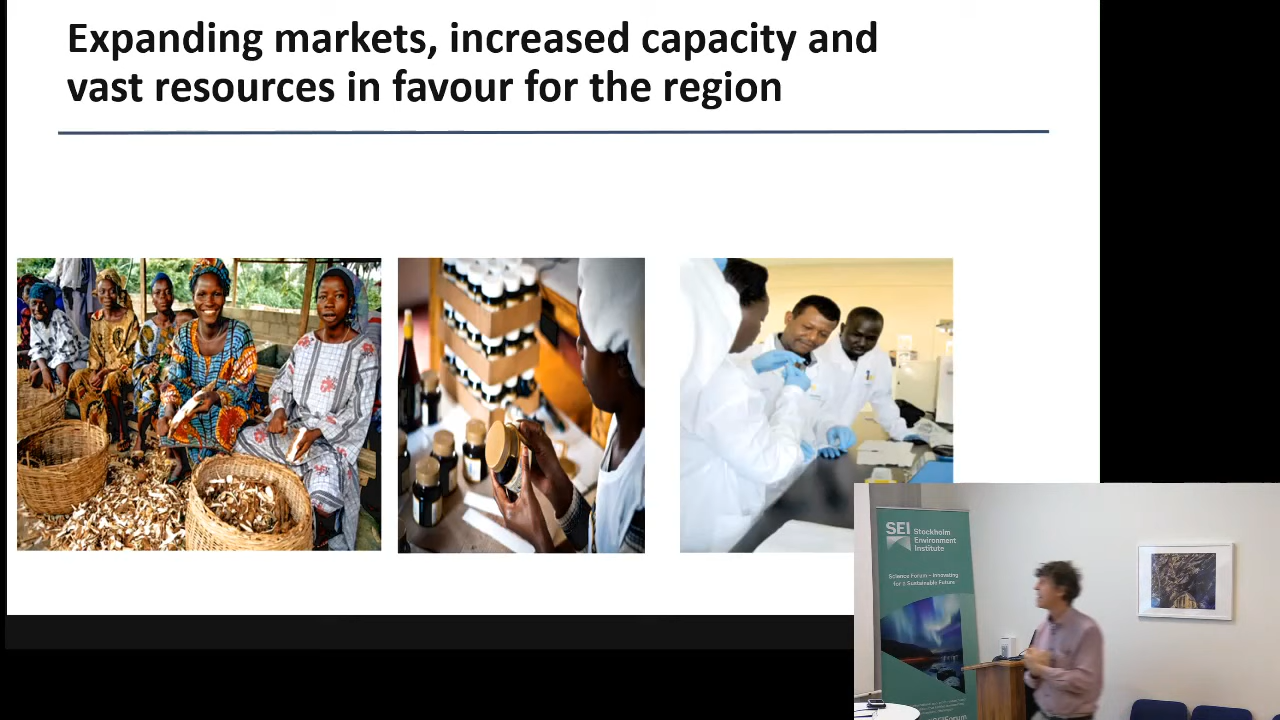 Expanding markets, increased capacity and
vast resources in favour for the region
SEI Stockholm
Environment
Institute
Science Forum – Innovating
for a Sustainable Future